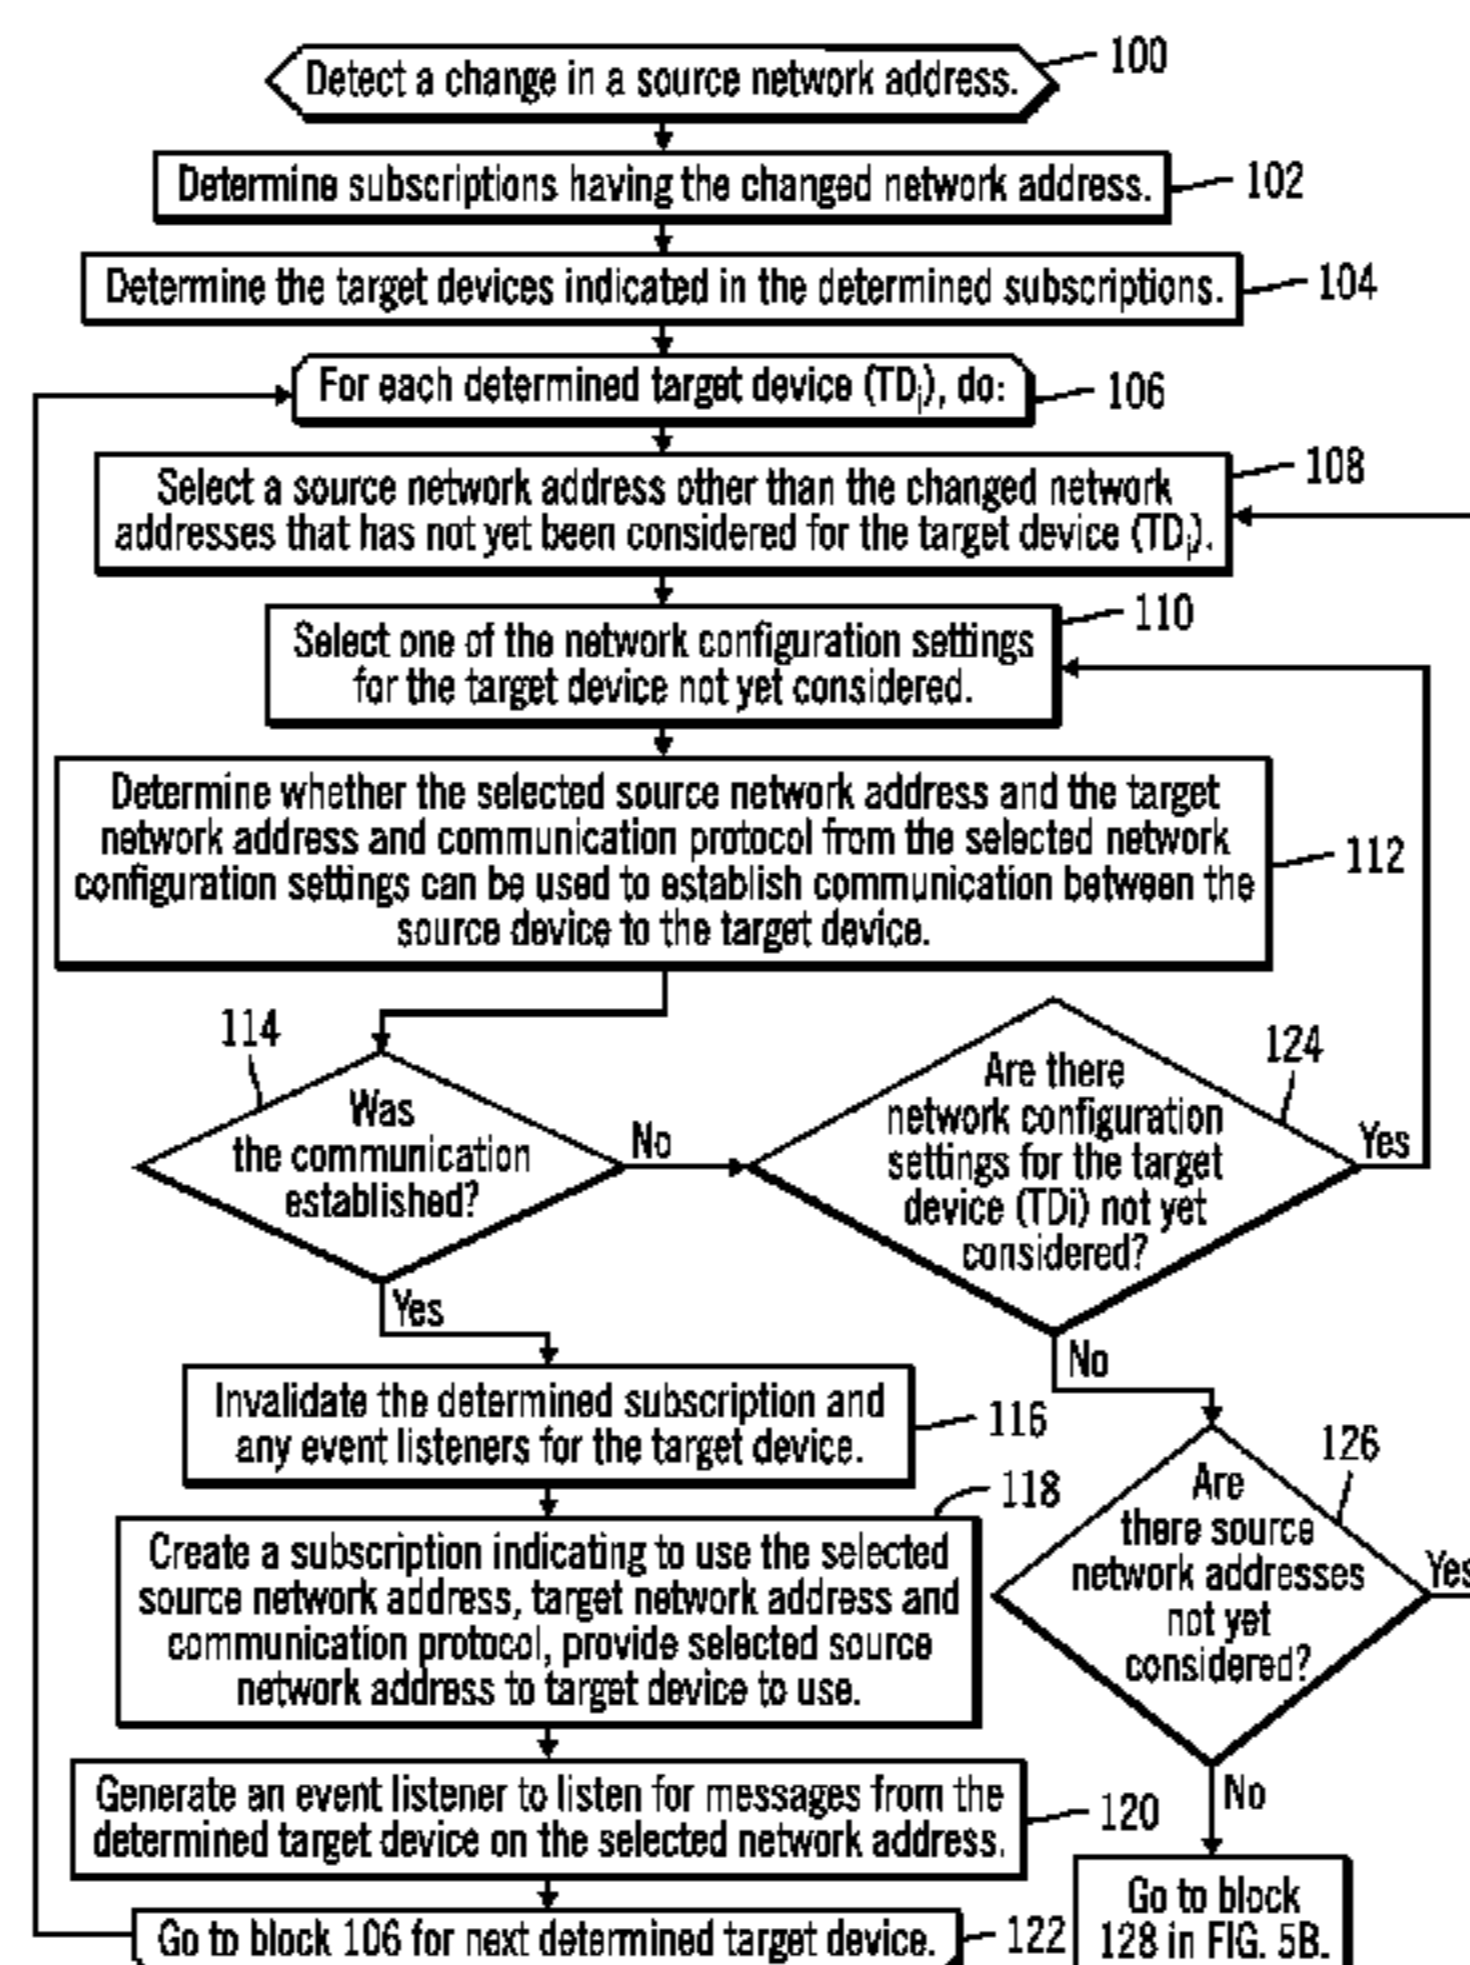 Detect a change in a source network address.
100
Determine subscriptions having the changed network address.
102
Determine the target devices indicated in the determined subscriptions.
104
For each determined target device (TDi), do:
106
Select a source network address other than the changed network
addresses that has not yet been considered for the target device (TDi).
108
Select one of the network configuration settings
for the target device not yet considered.
110
Determine whether the selected source network address and the target
network address and communication protocol from the selected network
configuration settings can be used to establish communication between the
source device to the target device.
112
114
Was
the communication
established?
No
Yes
124
Are there
network configuration
settings for the target
device (TDi) not yet
considered?
Yes
No
Invalidate the determined subscription and
any event listeners for the target device.
116
118
Create a subscription indicating to use the selected
source network address, target network address and
communication protocol, provide selected source
network address to target device to use.
126
Are
there source
network addresses
not yet
considered?
Yes
No
Generate an event listener to listen for messages from the
determined target device on the selected network address.
120
Go to block 106 for next determined target device.
122
Go to block
128 in FIG. 5B.